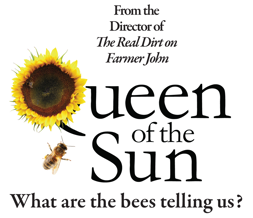 From the
Director of
The Real Dirt on
Farmer John
Queen
of the
Sun
What are the bees telling us?